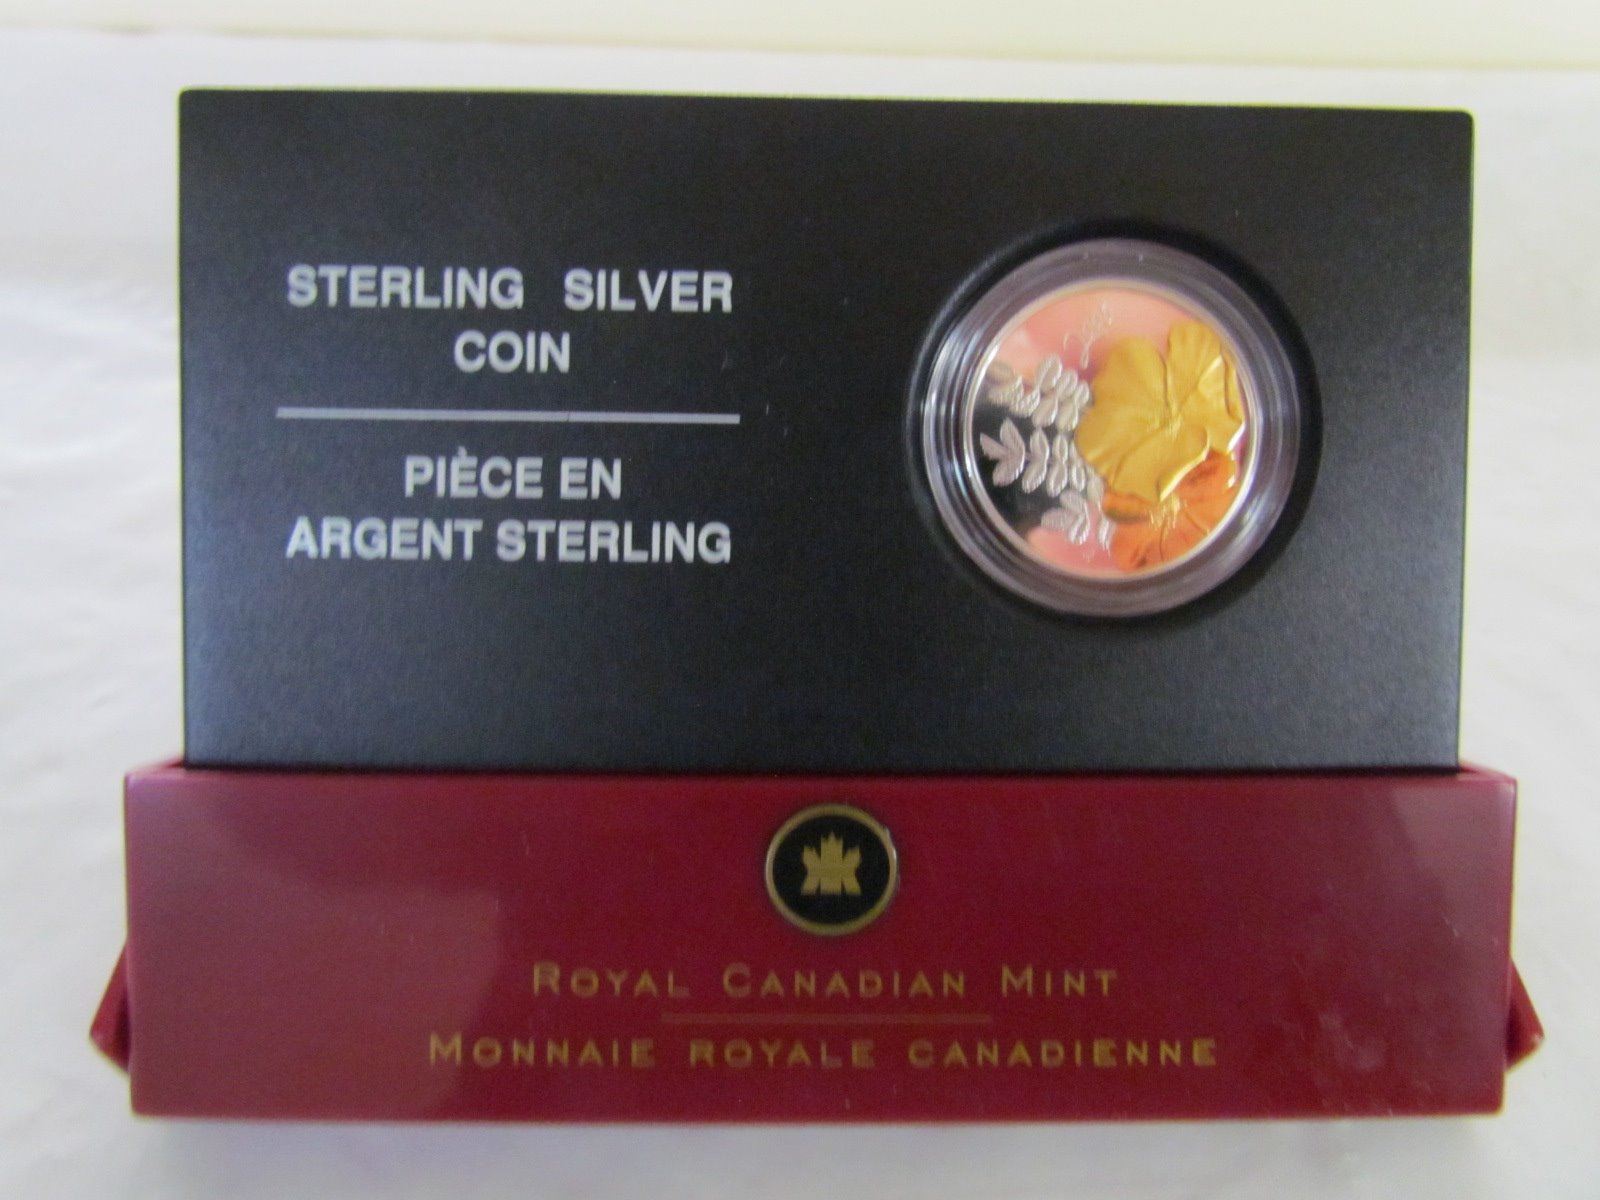 STERLING SILVER
COIN
PIÈCE EN
ARGENT STERLING
ROYAL CANADIAN MINT
MONNAIE ROYALE CANADIENNE